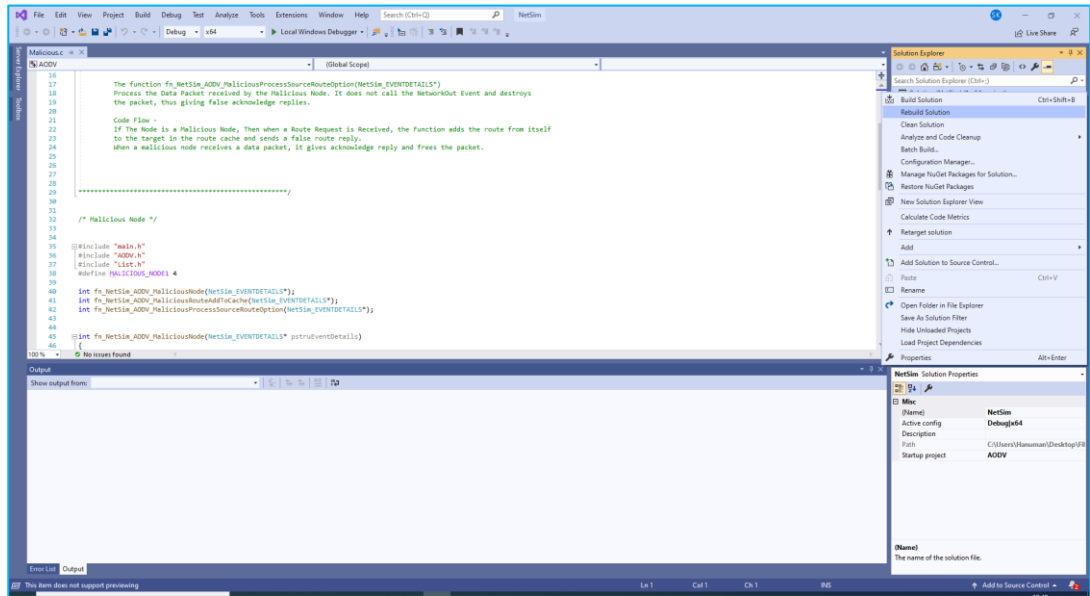 File Edit View Project Build Debug Test Analyze Tools Extensions Window Help Search (Ctrl+Q) NetSim SK
Debug x64 Local Windows Debugger Live Share
Server Explorer
Toolbox
Malicious.c
AODV (Global Scope)
16
17 The function fn_NetSim_AODV_MaliciousProcessSourceRouteOption(NetSim_EVENTDETAILS*)
18 Process the Data Packet received by the Malicious Node. It does not call the NetworkOut Event and destroys
19 the packet, thus giving false acknowledge replies.
20
21 Code Flow -
22 If The Node is a Malicious Node, Then when a Route Request is Received, the function adds the route from itself
23 to the target in the route cache and sends a false route reply.
24 When a malicious node receives a data packet, it gives acknowledge reply and frees the packet.
25
26
27
28
29 ******************************************************/
30
31
32 /* Malicious Node */
33
34
35 #include "main.h"
36 #include "AODV.h"
37 #include "List.h"
38 #define MALICIOUS_NODE1 4
39
40 int fn_NetSim_AODV_MaliciousNode(NetSim_EVENTDETAILS*);
41 int fn_NetSim_AODV_MaliciousRouteAddToCache(NetSim_EVENTDETAILS*);
42 int fn_NetSim_AODV_MaliciousProcessSourceRouteOption(NetSim_EVENTDETAILS*);
43
44
45 int fn_NetSim_AODV_MaliciousNode(NetSim_EVENTDETAILS* pstruEventDetails)
46 {
100 % No issues found
Output
Show output from:
Error List Output
Solution Explorer
Search Solution Explorer (Ctrl+;)
Build Solution Ctrl+Shift+B
Rebuild Solution
Clean Solution
Analyze and Code Cleanup
Batch Build...
Configuration Manager...
Manage NuGet Packages for Solution...
Restore NuGet Packages
New Solution Explorer View
Calculate Code Metrics
Retarget solution
Add
Add Solution to Source Control...
Paste Ctrl+V
Rename
Open Folder in File Explorer
Save As Solution Filter
Hide Unloaded Projects
Load Project Dependencies
Properties Alt+Enter
NetSim Solution Properties
Misc
(Name) NetSim
Active config Debug|x64
Description
Path C:\Users\Hanuman\Desktop\Fil
Startup project AODV
(Name)
The name of the solution file.
This item does not support previewing Ln 1 Col 1 Ch 1 INS Add to Source Control